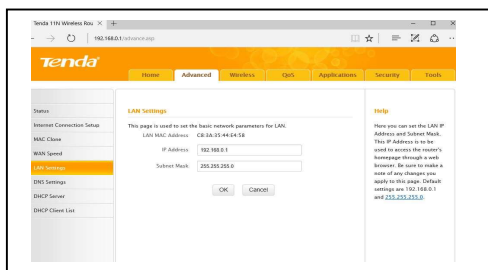 Tenda 11N Wireless Rou
192.168.0.1/advance.asp
Tenda
Home Advanced Wireless QoS Applications Security Tools
Status
Internet Connection Setup
MAC Clone
WAN Speed
LAN Settings
DNS Settings
DHCP Server
DHCP Client List
LAN Settings
This page is used to set the basic network parameters for LAN.
LAN MAC Address C8:3A:35:44:E4:58
IP Address 192.168.0.1
Subnet Mask 255.255.255.0
OK Cancel
Help
Here you can set the LAN IP
Address and Subnet Mask.
This IP Address is to be
used to access the router's
homepage through a web
browser. Be sure to make a
note of any changes you
apply to this page. Default
settings are 192.168.0.1
and 255.255.255.0.